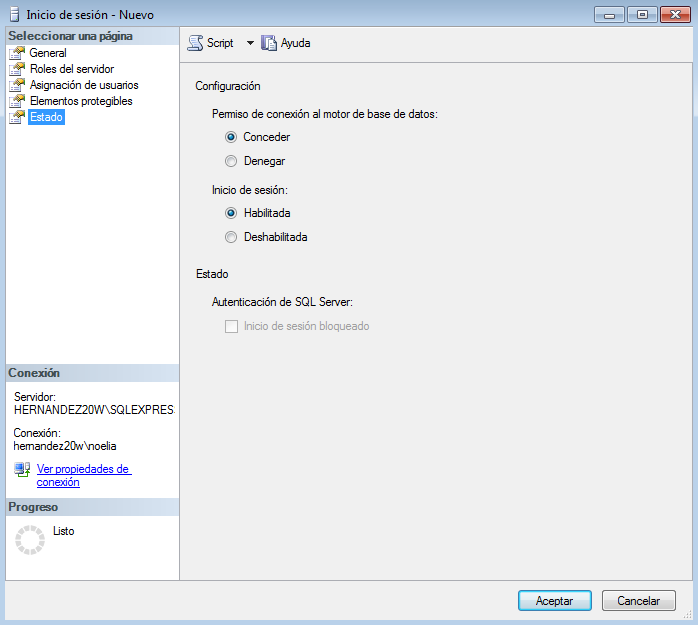 Inicio de sesión - Nuevo
Seleccionar una página
General
Roles del servidor
Asignación de usuarios
Elementos protegibles
Estado
Script
Ayuda
Configuración
Permiso de conexión al motor de base de datos:
Conceder
Denegar
Inicio de sesión:
Habilitada
Deshabilitada
Estado
Autenticación de SQL Server:
Inicio de sesión bloqueado
Conexión
Servidor:
HERNANDEZ20W\SQLEXPRES
Conexión:
hernandez20w\noelia
Ver propiedades de
conexión
Progreso
Listo
Aceptar
Cancelar